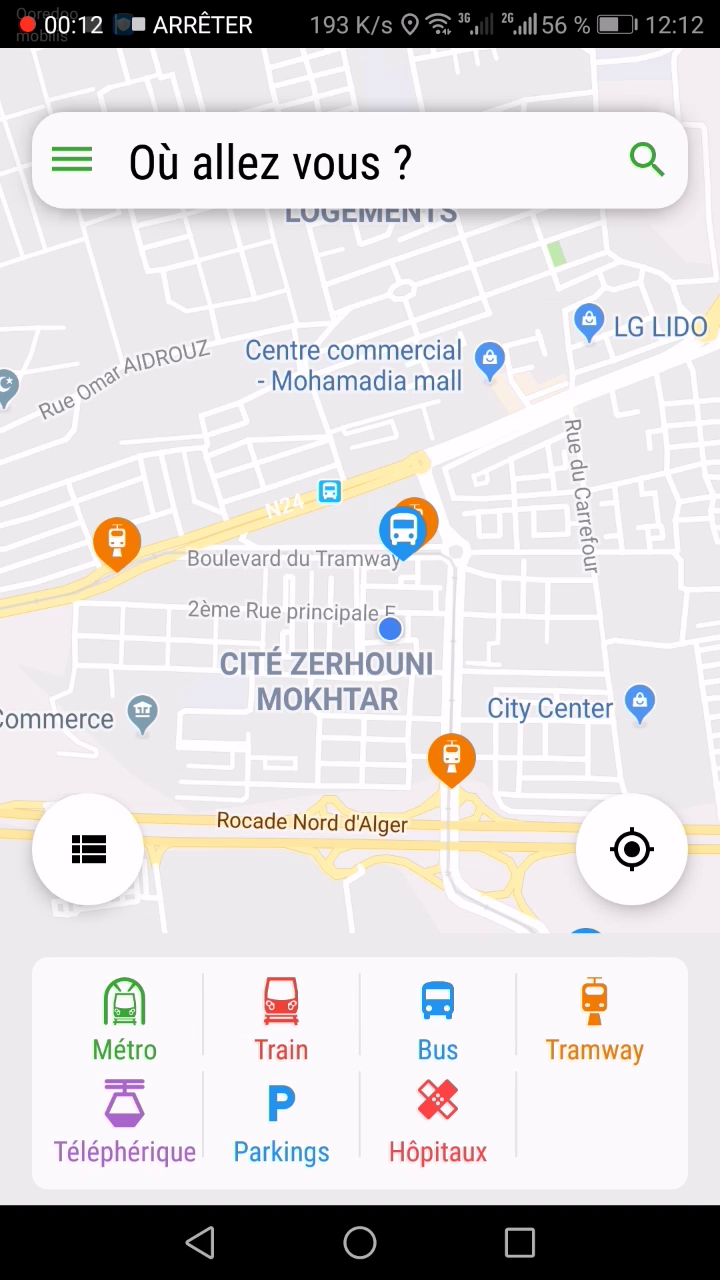 Ooredoo
mobilis
00:12 ARRÊTER 193 K/s 3G 2G 56 % 12:12
Où allez vous ?
LOGEMENTS
LG LIDO
Centre commercial
- Mohamadia mall
Rue Omar AIDROUZ
Rue du Carrefour
N24
Boulevard du Tramway
2ème Rue principale E
CITÉ ZERHOUNI
MOKHTAR
Commerce
City Center
Rocade Nord d'Alger
Métro Train Bus Tramway
P
Téléphérique Parkings Hôpitaux